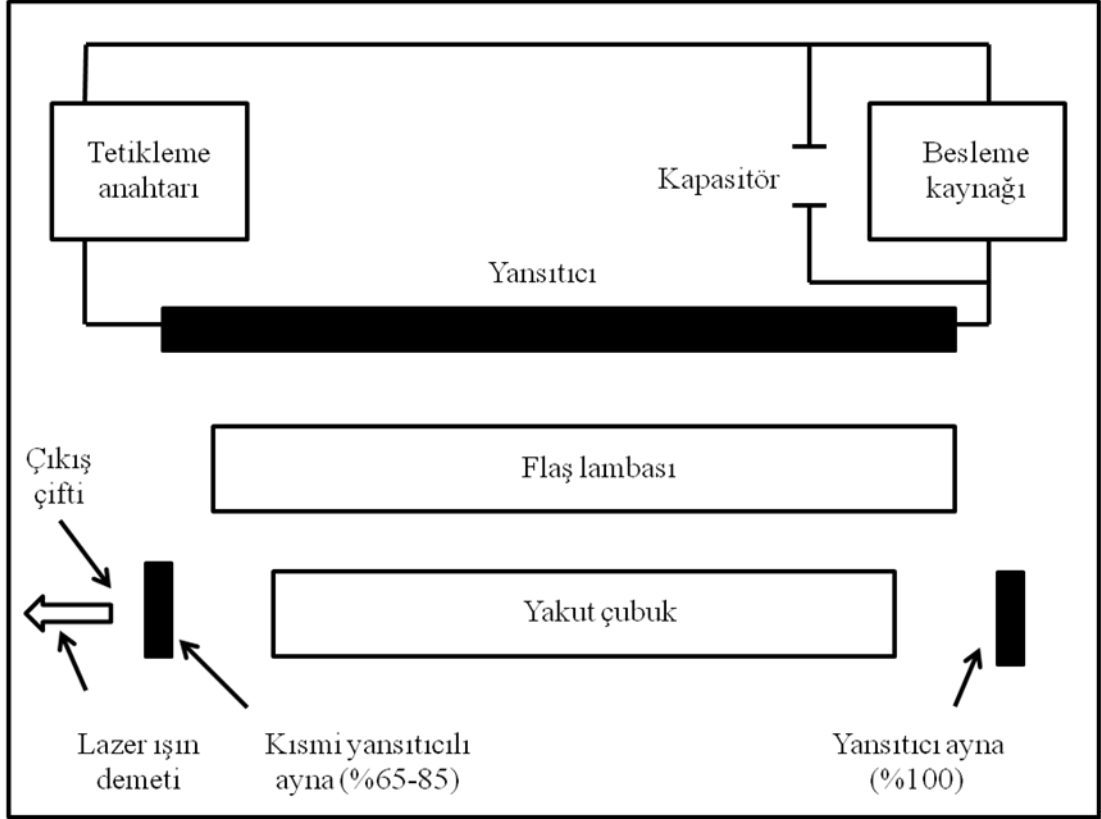 Tetikleme
anahtarı
Kapasitör
Besleme
kaynağı
Yansıtıcı
Flaş lambası
Çıkış
çifti
Yakut çubuk
Lazer ışın
demeti
Kısmi yansıtıcılı
ayna (%65-85)
Yansıtıcı ayna
(%100)